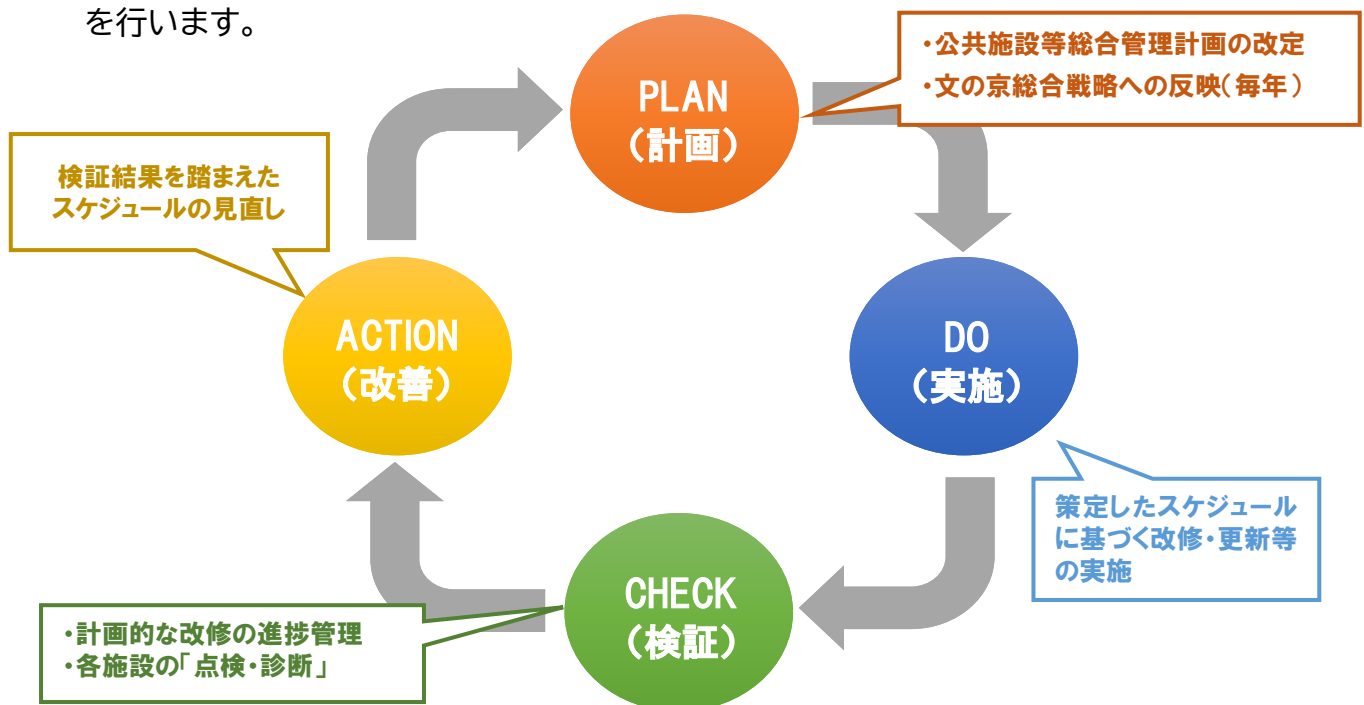 を行います。
PLAN
(計画)
・公共施設等総合管理計画の改定
・文の京総合戦略への反映(毎年)
検証結果を踏まえた
スケジュールの見直し
ACTION
(改善)
DO
(実施)
策定したスケジュール
に基づく改修・更新等
の実施
CHECK
(検証)
・計画的な改修の進捗管理
・各施設の「点検・診断」